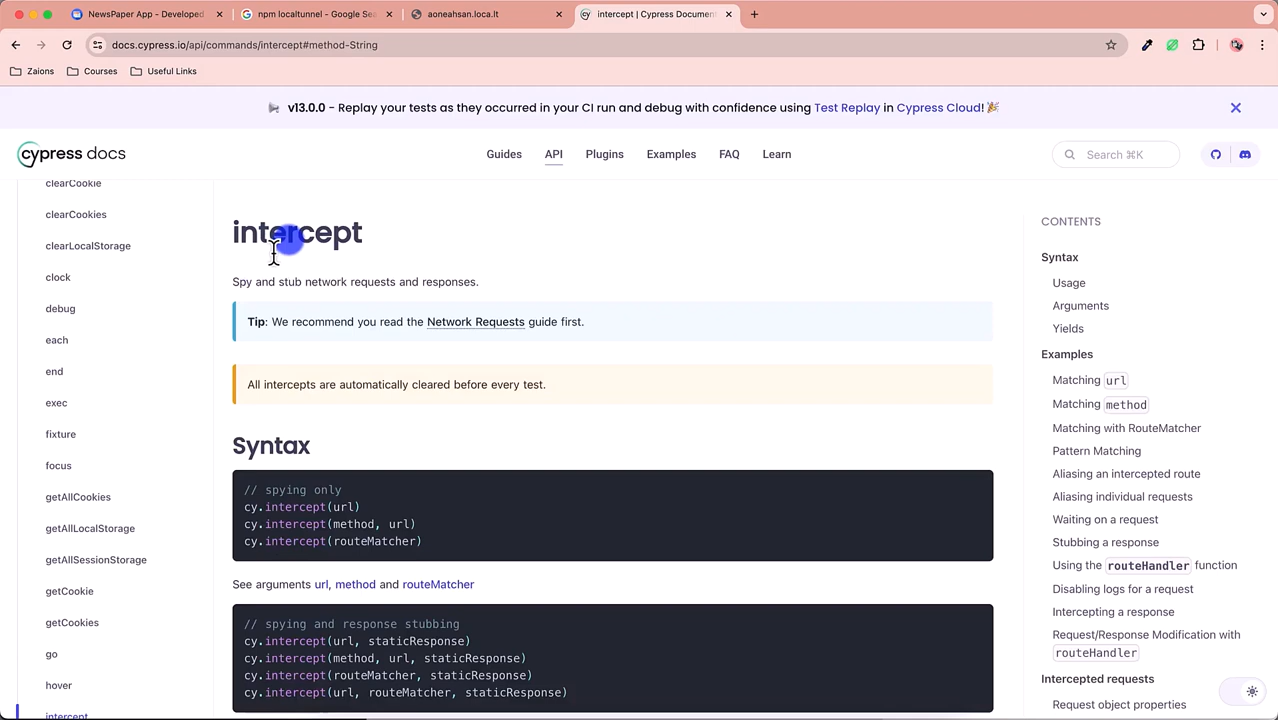 NewsPaper App - Developed
npm localtunnel - Google Sea
aoneahsan.loca.lt
intercept | Cypress Document
docs.cypress.io/api/commands/intercept#method-String
Zaions
Courses
Useful Links
v13.0.0 – Replay your tests as they occurred in your CI run and debug with confidence using Test Replay in Cypress Cloud!
cypress docs
Guides
API
Plugins
Examples
FAQ
Learn
Search ⌘K
clearCookie
clearCookies
clearLocalStorage
clock
debug
each
end
exec
fixture
focus
getAllCookies
getAllLocalStorage
getAllSessionStorage
getCookie
getCookies
go
hover
intercept
intercept
Spy and stub network requests and responses.
Tip: We recommend you read the Network Requests guide first.
All intercepts are automatically cleared before every test.
Syntax
// spying only
cy.intercept(url)
cy.intercept(method, url)
cy.intercept(routeMatcher)
See arguments url, method and routeMatcher
// spying and response stubbing
cy.intercept(url, staticResponse)
cy.intercept(method, url, staticResponse)
cy.intercept(routeMatcher, staticResponse)
cy.intercept(url, routeMatcher, staticResponse)
CONTENTS
Syntax
Usage
Arguments
Yields
Examples
Matching url
Matching method
Matching with RouteMatcher
Pattern Matching
Aliasing an intercepted route
Aliasing individual requests
Waiting on a request
Stubbing a response
Using the routeHandler function
Disabling logs for a request
Intercepting a response
Request/Response Modification with
routeHandler
Intercepted requests
Request object properties